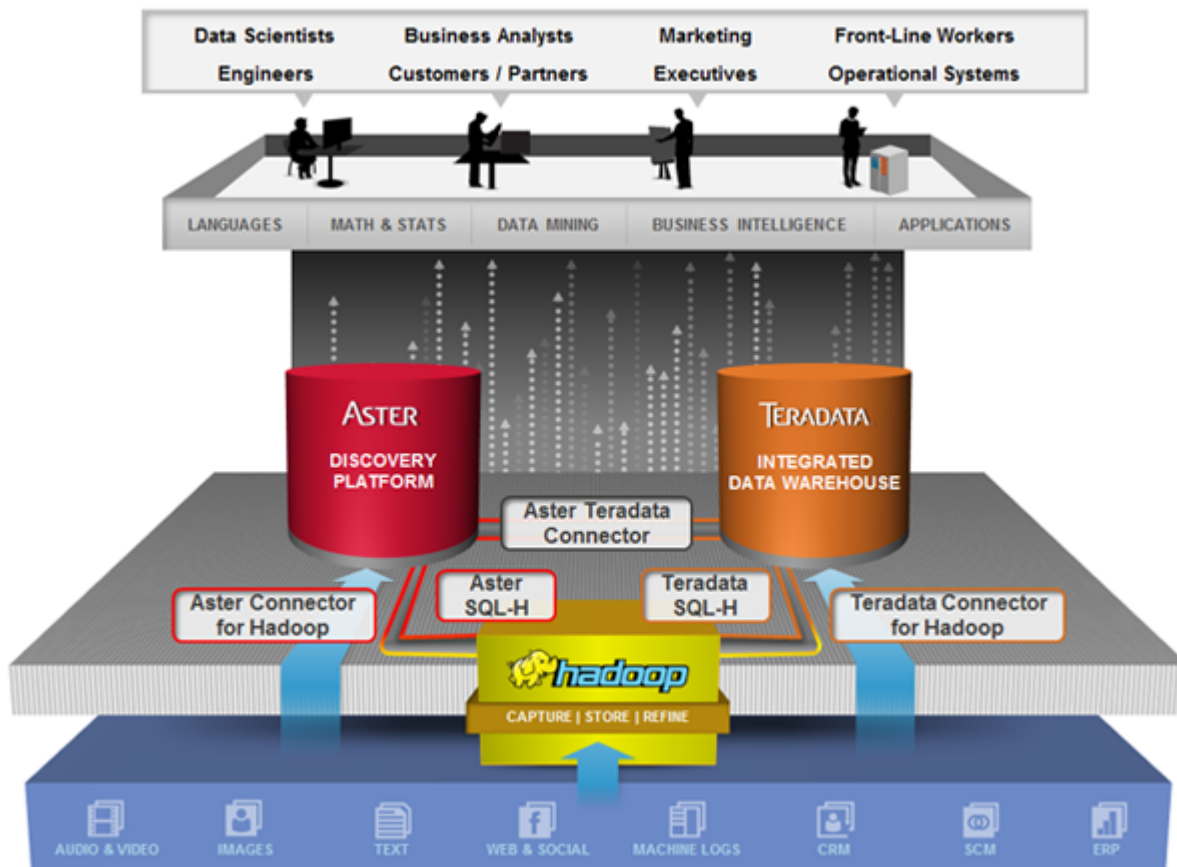 Data Scientists
Engineers
Business Analysts
Customers / Partners
Marketing
Executives
Front-Line Workers
Operational Systems
LANGUAGES
MATH & STATS
DATA MINING
BUSINESS INTELLIGENCE
APPLICATIONS
ASTER
DISCOVERY
PLATFORM
TERADATA
INTEGRATED
DATA WAREHOUSE
Aster Teradata
Connector
Aster
SQL-H
Teradata
SQL-H
Aster Connector
for Hadoop
Teradata Connector
for Hadoop
hadoop
CAPTURE | STORE | REFINE
AUDIO & VIDEO
IMAGES
TEXT
WEB & SOCIAL
MACHINE LOGS
CRM
SCM
ERP